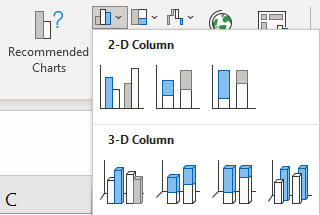 Recommended
Charts
2-D Column
3-D Column
C